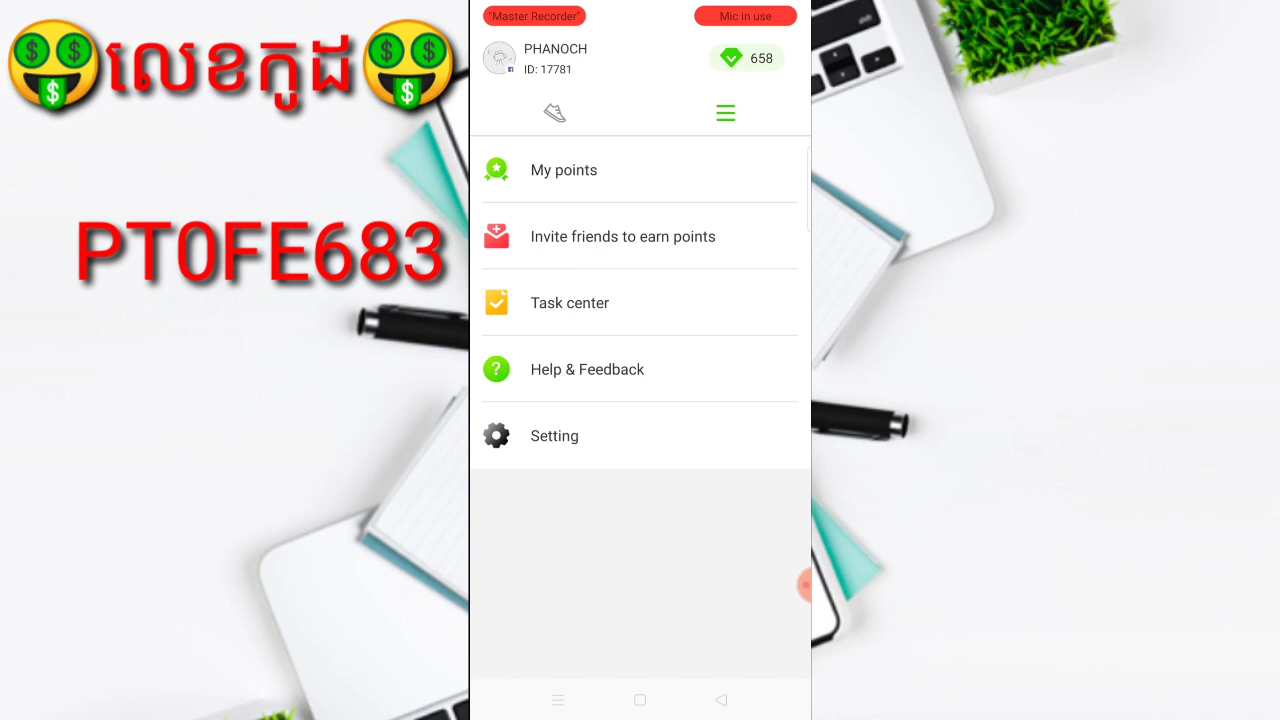 លេខកូដ
PT0FE683
"Master Recorder"
Mic in use
PHANOCH
ID: 17781
658
My points
Invite friends to earn points
Task center
Help & Feedback
Setting